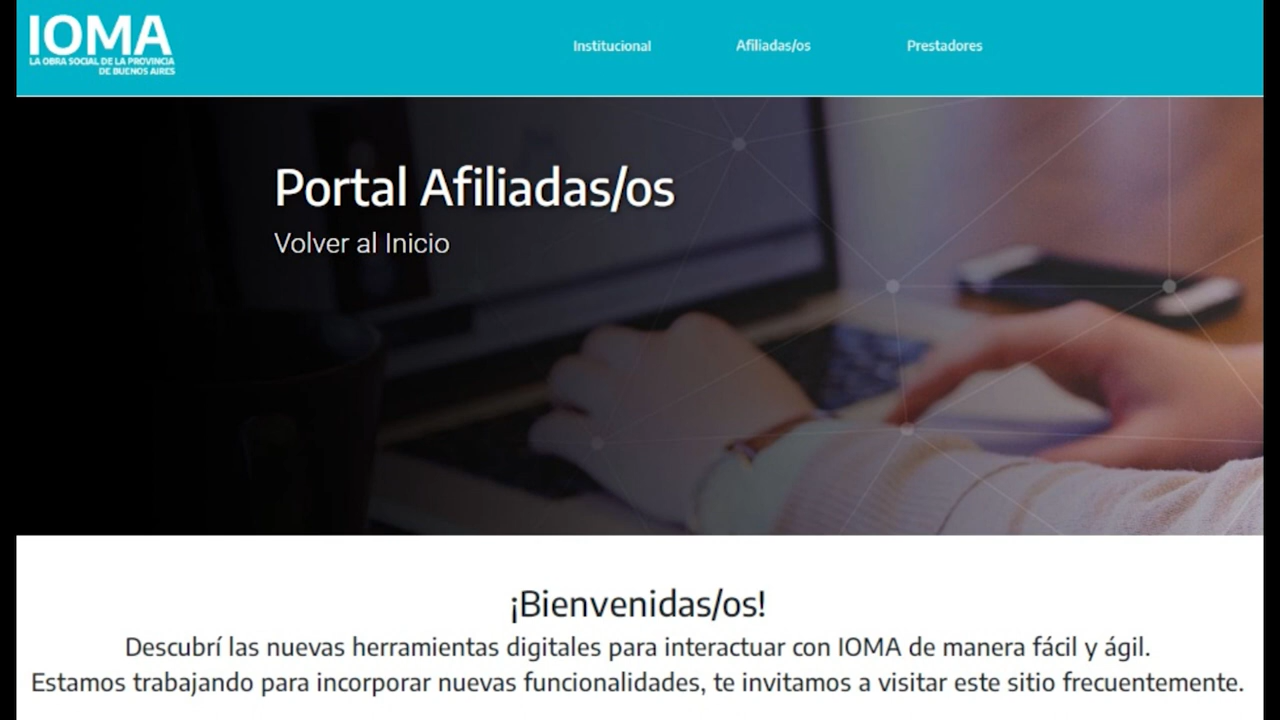 IOMA
LA OBRA SOCIAL DE LA PROVINCIA
DE BUENOS AIRES
Institucional
Afiliadas/os
Prestadores
Portal Afiliadas/os
Volver al Inicio
¡Bienvenidas/os!
Descubrí las nuevas herramientas digitales para interactuar con IOMA de manera fácil y ágil.
Estamos trabajando para incorporar nuevas funcionalidades, te invitamos a visitar este sitio frecuentemente.